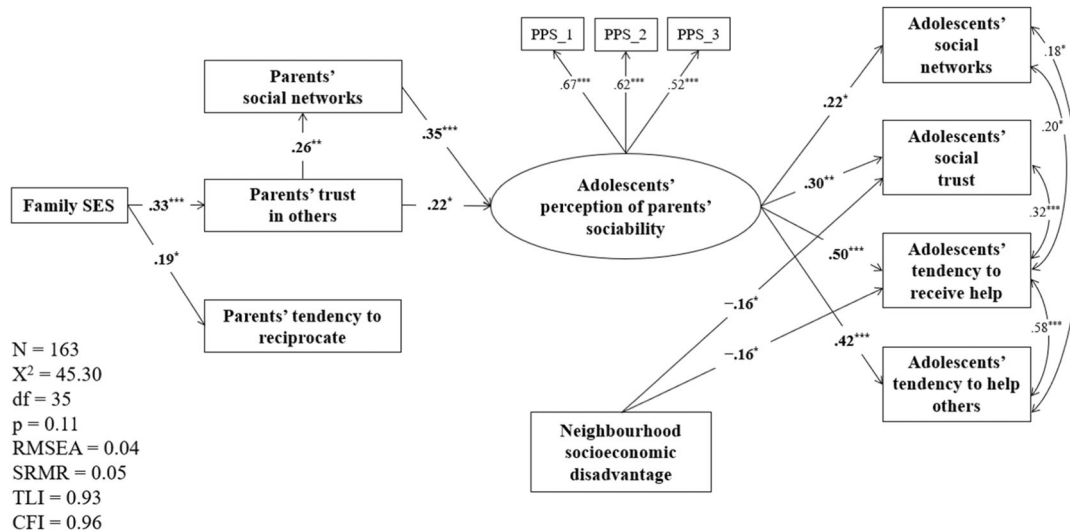 PPS_1
PPS_2
PPS_3
.67***
.62***
.52***
Parents'
social networks
.26**
.35***
Family SES
.33***
Parents' trust
in others
.22*
.19*
Parents' tendency to
reciprocate
Adolescents'
perception of parents'
sociability
.22*
.30**
.50***
.42***
−.16*
−.16*
Neighbourhood
socioeconomic
disadvantage
Adolescents'
social
networks
Adolescents'
social
trust
Adolescents'
tendency to
receive help
Adolescents'
tendency to help
others
.18*
.20*
.32***
.58***
N = 163
X² = 45.30
df = 35
p = 0.11
RMSEA = 0.04
SRMR = 0.05
TLI = 0.93
CFI = 0.96